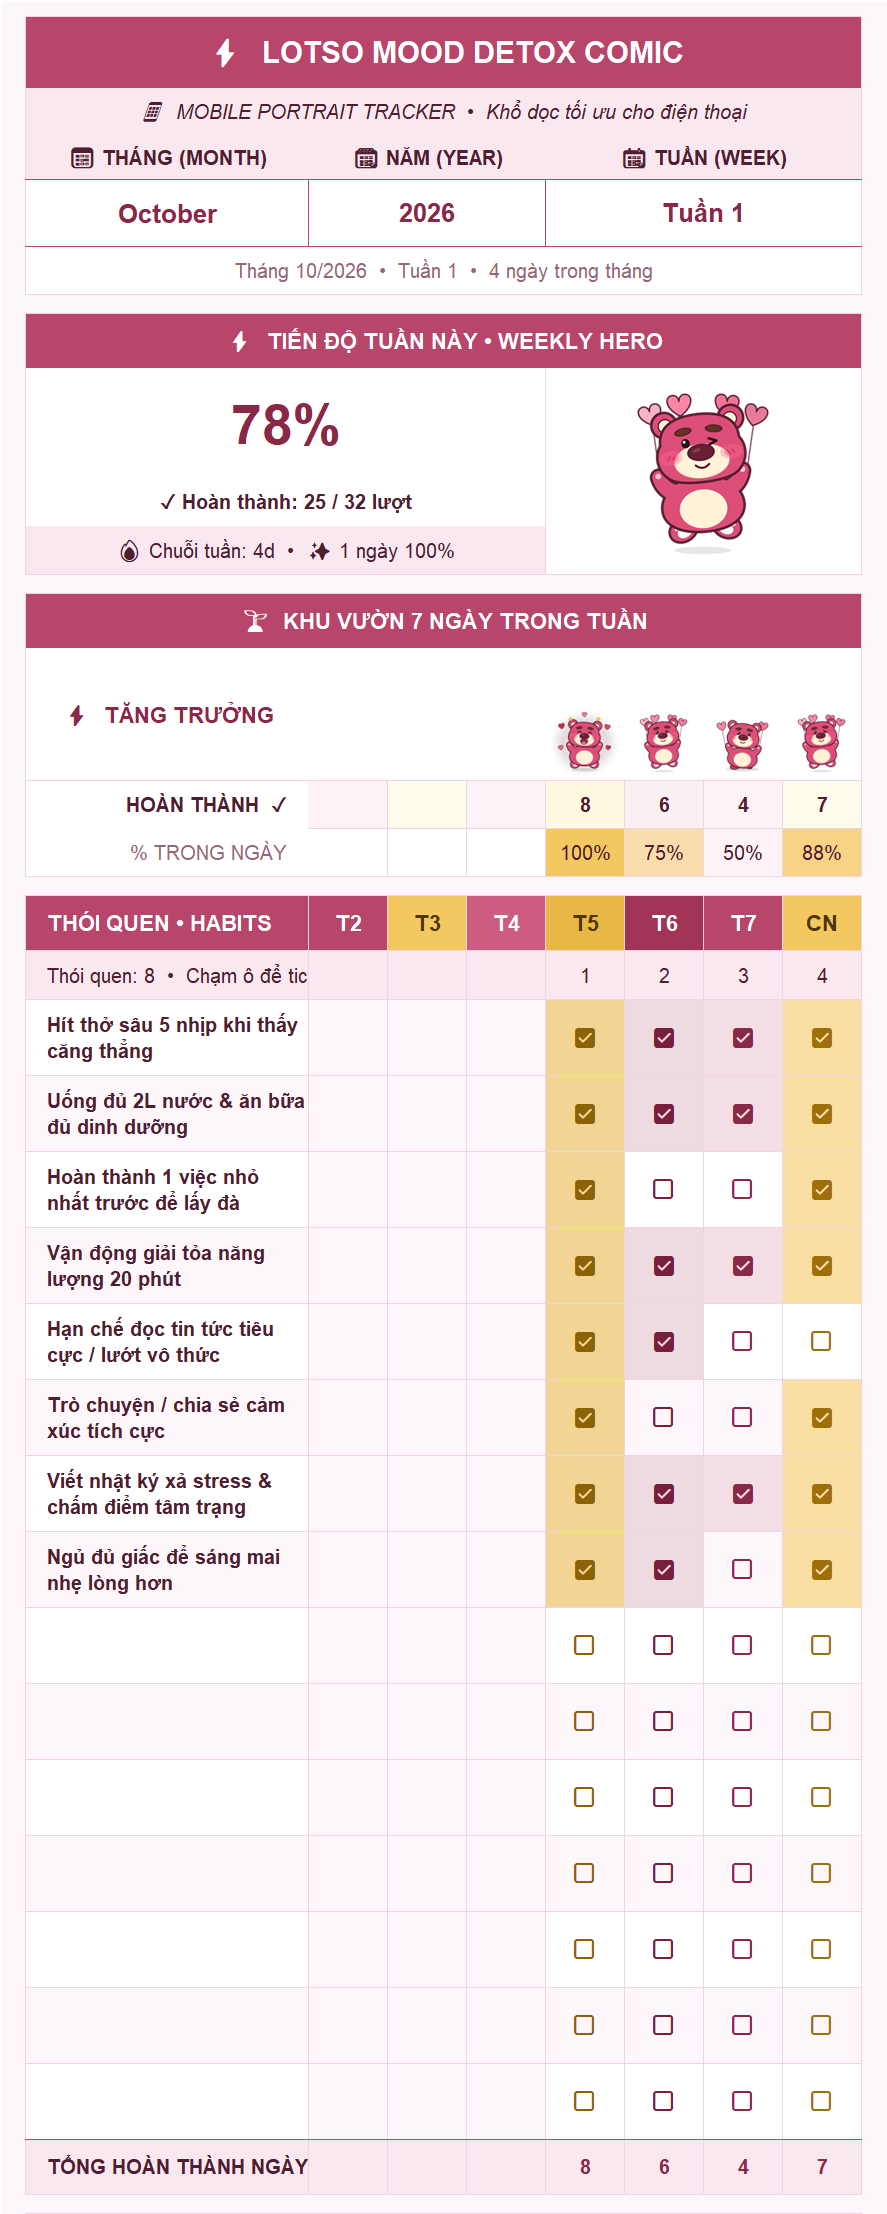 LOTSO MOOD DETOX COMIC
MOBILE PORTRAIT TRACKER • Khổ dọc tối ưu cho điện thoại
THÁNG (MONTH) NĂM (YEAR) TUẦN (WEEK)
October 2026 Tuần 1
Tháng 10/2026 • Tuần 1 • 4 ngày trong tháng
TIẾN ĐỘ TUẦN NÀY • WEEKLY HERO
78%
✓ Hoàn thành: 25 / 32 lượt
Chuỗi tuần: 4d • 1 ngày 100%
KHU VƯỜN 7 NGÀY TRONG TUẦN
TĂNG TRƯỞNG
HOÀN THÀNH ✓ 8 6 4 7
% TRONG NGÀY 100% 75% 50% 88%
THÓI QUEN • HABITS T2 T3 T4 T5 T6 T7 CN
Thói quen: 8 • Chạm ô để tic 1 2 3 4
Hít thở sâu 5 nhịp khi thấy
căng thẳng
Uống đủ 2L nước & ăn bữa
đủ dinh dưỡng
Hoàn thành 1 việc nhỏ
nhất trước để lấy đà
Vận động giải tỏa năng
lượng 20 phút
Hạn chế đọc tin tức tiêu
cực / lướt vô thức
Trò chuyện / chia sẻ cảm
xúc tích cực
Viết nhật ký xả stress &
chấm điểm tâm trạng
Ngủ đủ giấc để sáng mai
nhẹ lòng hơn
TỔNG HOÀN THÀNH NGÀY 8 6 4 7